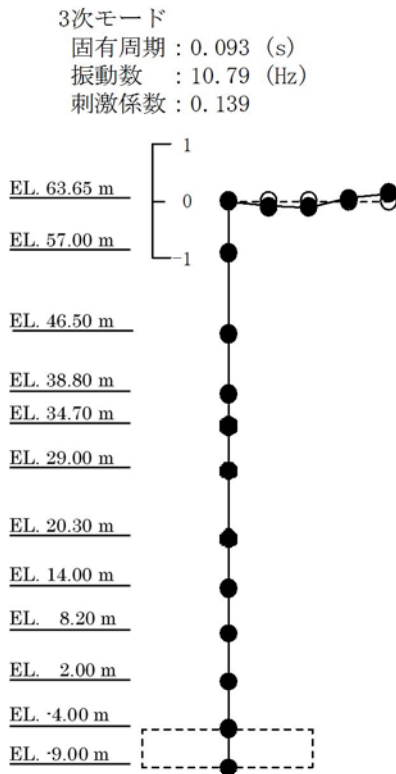 3次モード
固有周期：0.093 (s)
振動数　：10.79 (Hz)
刺激係数：0.139
1
EL. 63.65 m
0
EL. 57.00 m
-1
EL. 46.50 m
EL. 38.80 m
EL. 34.70 m
EL. 29.00 m
EL. 20.30 m
EL. 14.00 m
EL. 8.20 m
EL. 2.00 m
EL. -4.00 m
EL. -9.00 m